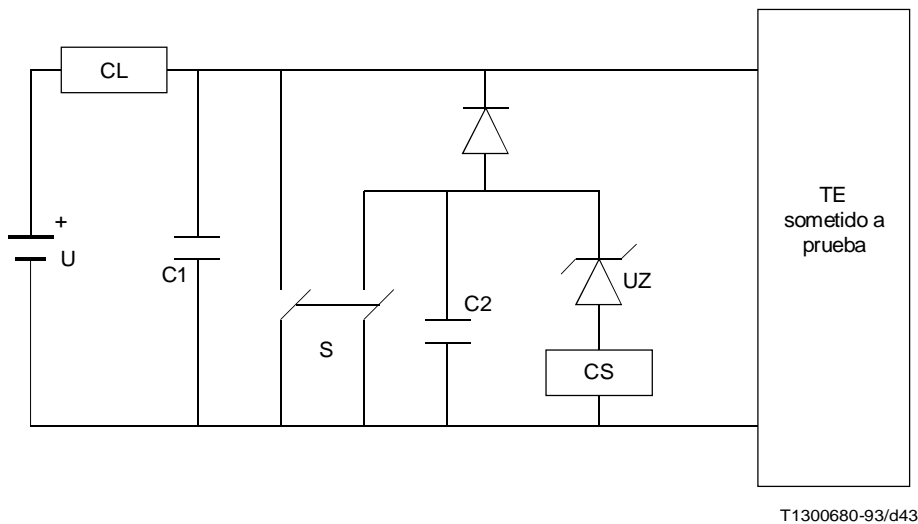 CL
TE
sometido a
prueba
+
U
C1
UZ
C2
S
CS
T1300680-93/d43